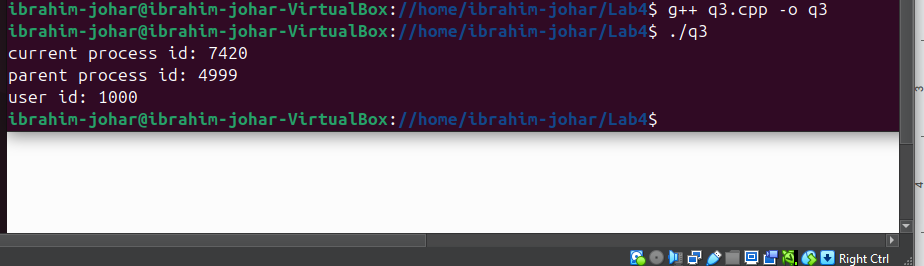 ibrahim-johar@ibrahim-johar-VirtualBox://home/ibrahim-johar/Lab4$ g++ q3.cpp -o q3
ibrahim-johar@ibrahim-johar-VirtualBox://home/ibrahim-johar/Lab4$ ./q3
current process id: 7420
parent process id: 4999
user id: 1000
ibrahim-johar@ibrahim-johar-VirtualBox://home/ibrahim-johar/Lab4$
3
4
Right Ctrl